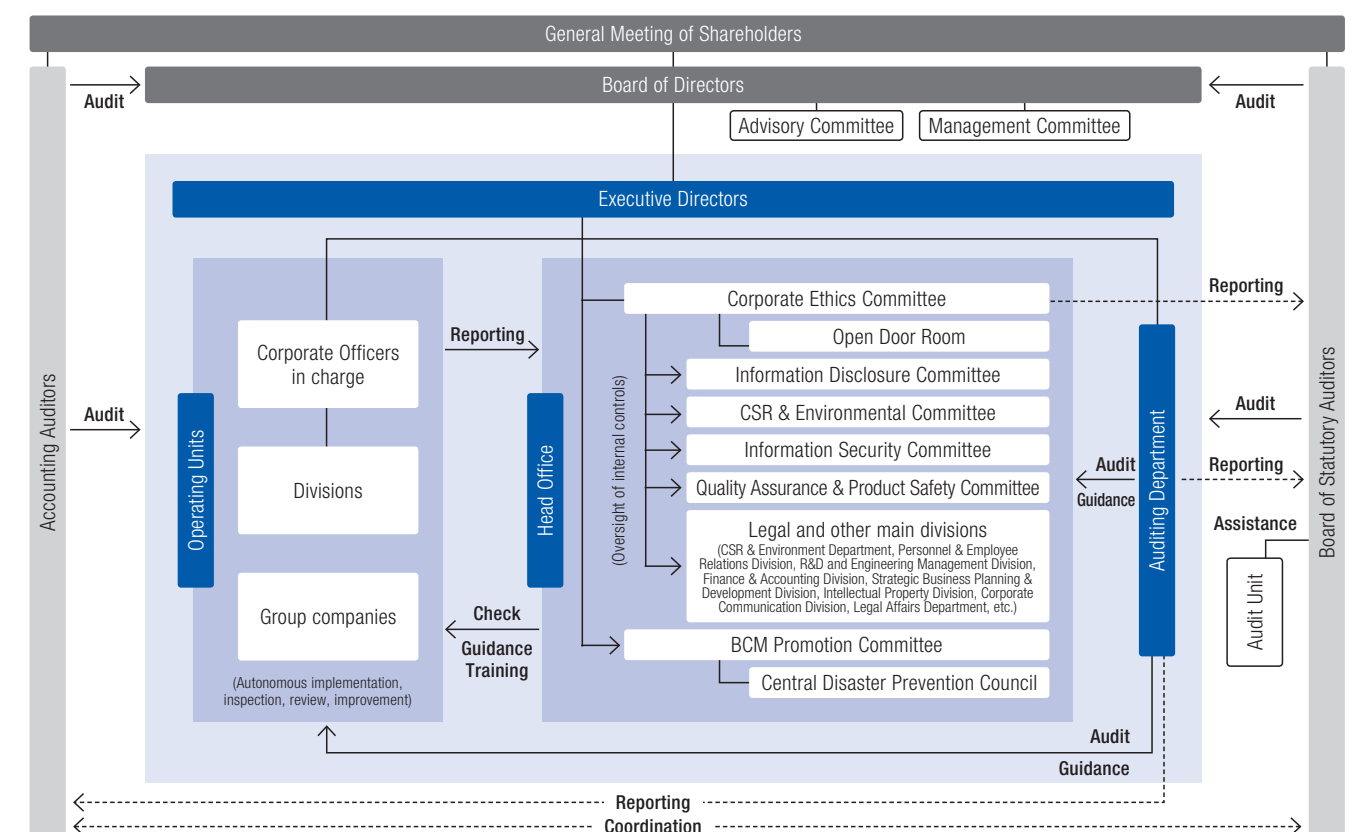 General Meeting of Shareholders
Board of Directors
Audit
Audit
Advisory Committee
Management Committee
Executive Directors
Accounting Auditors
Board of Statutory Auditors
Audit
Operating Units
Corporate Officers
in charge
Divisions
Group companies
(Autonomous implementation,
inspection, review, improvement)
Reporting
Check
Guidance
Training
Head Office
(Oversight of internal controls)
Corporate Ethics Committee
Open Door Room
Information Disclosure Committee
CSR & Environmental Committee
Information Security Committee
Quality Assurance & Product Safety Committee
Legal and other main divisions
(CSR & Environment Department, Personnel & Employee
Relations Division, R&D and Engineering Management Division,
Finance & Accounting Division, Strategic Business Planning &
Development Division, Intellectual Property Division, Corporate
Communication Division, Legal Affairs Department, etc.)
BCM Promotion Committee
Central Disaster Prevention Council
Audit
Guidance
Auditing Department
Reporting
Audit
Reporting
Assistance
Audit Unit
Audit
Guidance
Reporting
Coordination